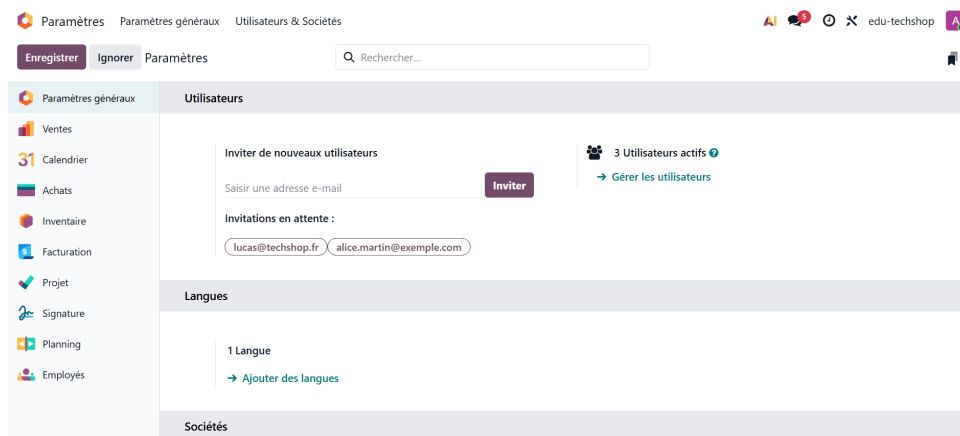 Paramètres Paramètres généraux Utilisateurs & Sociétés AI 5 edu-techshop A
Enregistrer Ignorer Paramètres Rechercher...
Paramètres généraux
Ventes
31 Calendrier
Achats
Inventaire
$ Facturation
Projet
Signature
Planning
Employés
Utilisateurs
Inviter de nouveaux utilisateurs
Saisir une adresse e-mail Inviter
Invitations en attente :
lucas@techshop.fr alice.martin@exemple.com
3 Utilisateurs actifs ?
→ Gérer les utilisateurs
Langues
1 Langue
→ Ajouter des langues
Sociétés